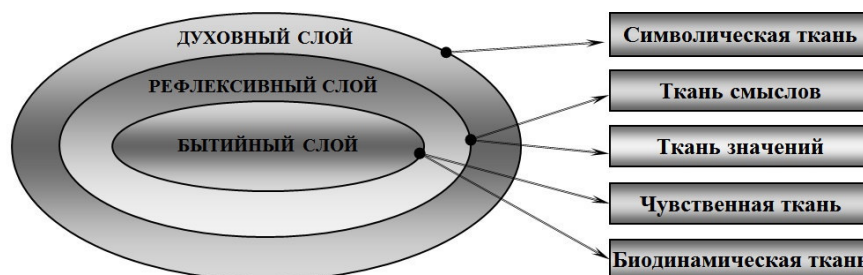 ДУХОВНЫЙ СЛОЙ
РЕФЛЕКСИВНЫЙ СЛОЙ
БЫТИЙНЫЙ СЛОЙ
Символическая ткань
Ткань смыслов
Ткань значений
Чувственная ткань
Биодинамическая ткань